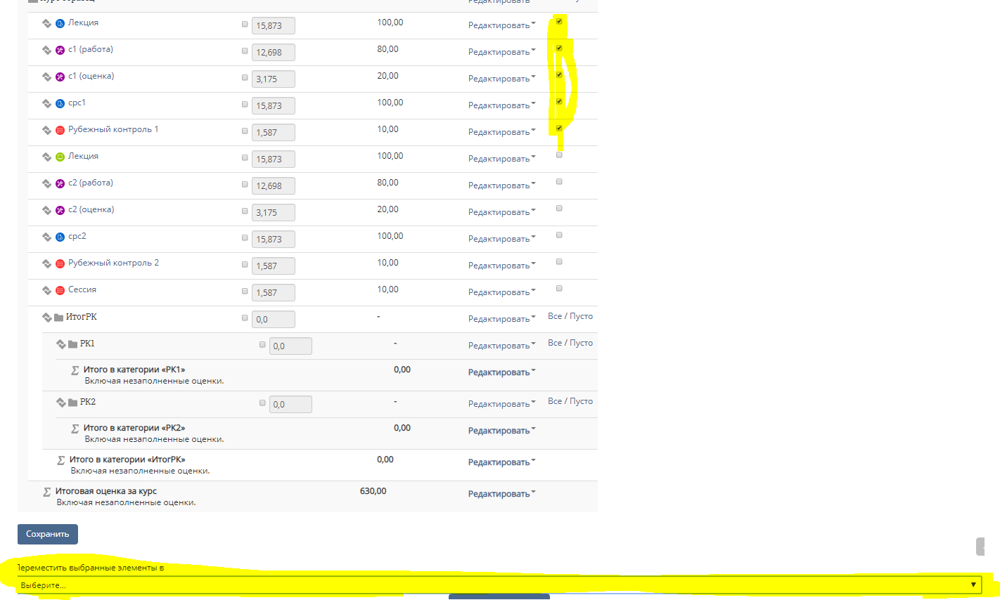 Редактировать
Лекция 15,873 100,00 Редактировать
с1 (работа) 12,698 80,00 Редактировать
с1 (оценка) 3,175 20,00 Редактировать
срс1 15,873 100,00 Редактировать
Рубежный контроль 1 1,587 10,00 Редактировать
Лекция 15,873 100,00 Редактировать
с2 (работа) 12,698 80,00 Редактировать
с2 (оценка) 3,175 20,00 Редактировать
срс2 15,873 100,00 Редактировать
Рубежный контроль 2 1,587 10,00 Редактировать
Сессия 1,587 10,00 Редактировать
ИтогРК 0,0 - Редактировать Все / Пусто
РК1 0,0 - Редактировать Все / Пусто
Итого в категории «РК1» 0,00 Редактировать
Включая незаполненные оценки.
РК2 0,0 - Редактировать Все / Пусто
Итого в категории «РК2» 0,00 Редактировать
Включая незаполненные оценки.
Итого в категории «ИтогРК» 0,00 Редактировать
Включая незаполненные оценки.
Итоговая оценка за курс 630,00 Редактировать
Включая незаполненные оценки.
Сохранить
Переместить выбранные элементы в
Выберите...